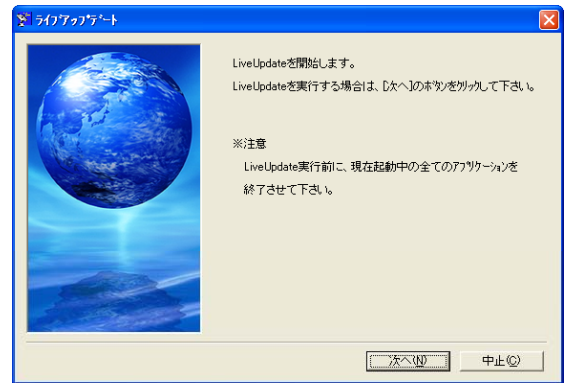 ﾗｲﾌﾞｱｯﾌﾟﾃﾞｰﾄ
LiveUpdateを開始します。
LiveUpdateを実行する場合は、[次へ]のﾎﾞﾀﾝをｸﾘｯｸして下さい。
※注意
LiveUpdate実行前に、現在起動中の全てのｱﾌﾟﾘｹｰｼｮﾝを
終了させて下さい。
次へ(N)
中止(C)